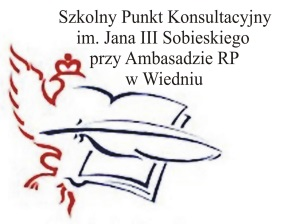 Szkolny Punkt Konsultacyjny
im. Jana III Sobieskiego
przy Ambasadzie RP
w Wiedniu